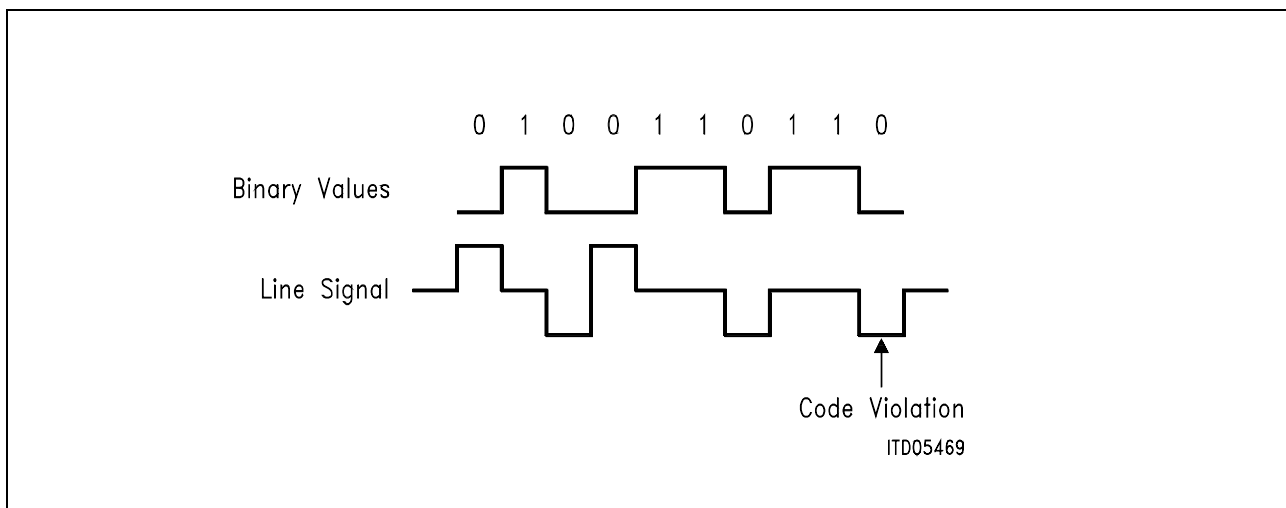 0 1 0 0 1 1 0 1 1 0
Binary Values
Line Signal
Code Violation
ITD05469